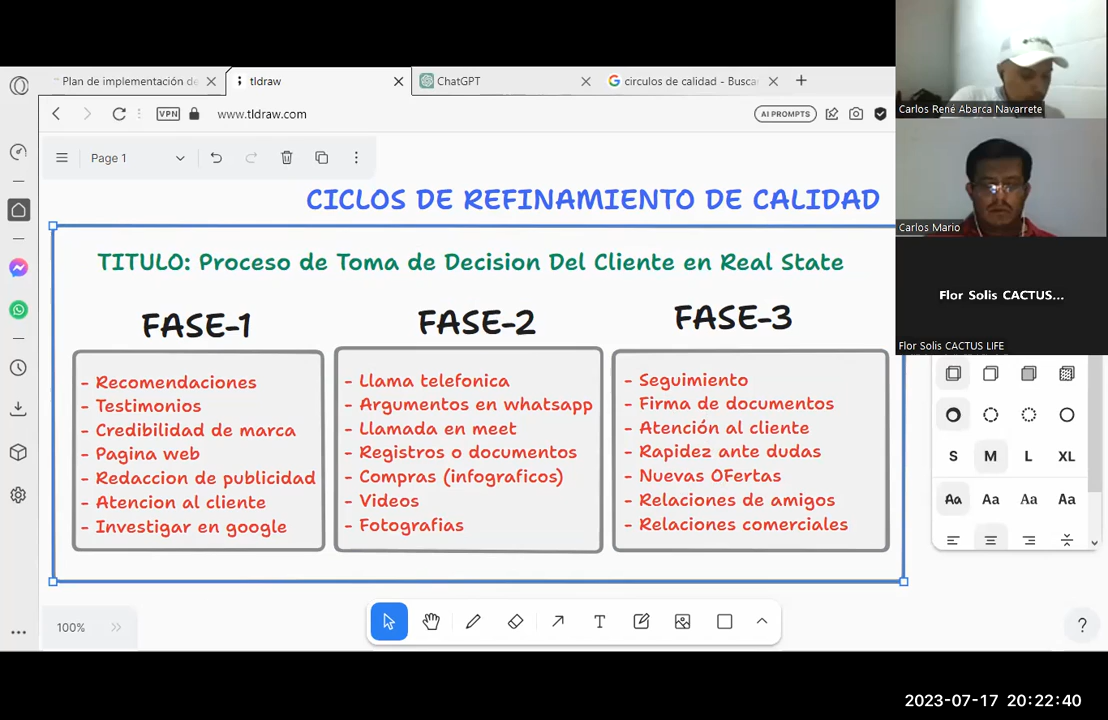 Plan de implementación de
tldraw
ChatGPT
circulos de calidad - Busca
VPN
www.tldraw.com
AI PROMPTS
Page 1
CICLOS DE REFINAMIENTO DE CALIDAD
TITULO: Proceso de Toma de Decision Del Cliente en Real State
FASE-1
- Recomendaciones
- Testimonios
- Credibilidad de marca
- Pagina web
- Redaccion de publicidad
- Atencion al cliente
- Investigar en google
FASE-2
- Llama telefonica
- Argumentos en whatsapp
- Llamada en meet
- Registros o documentos
- Compras (infograficos)
- Videos
- Fotografias
FASE-3
- Seguimiento
- Firma de documentos
- Atención al cliente
- Rapidez ante dudas
- Nuevas OFertas
- Relaciones de amigos
- Relaciones comerciales
Carlos René Abarca Navarrete
Carlos Mario
Flor Solis CACTUS...
Flor Solis CACTUS LIFE
S M L XL
Aa Aa Aa Aa
100%
T
?
2023-07-17 20:22:40